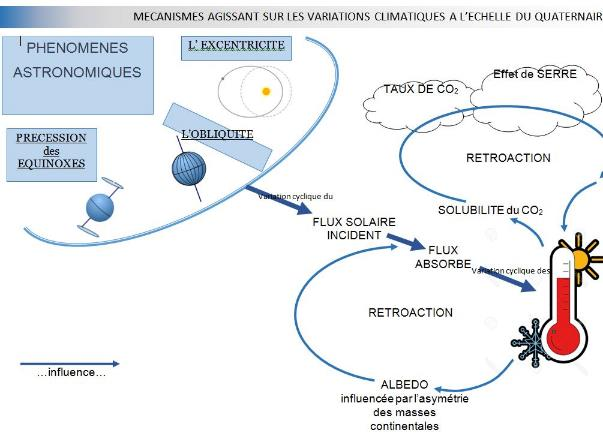 MECANISMES AGISSANT SUR LES VARIATIONS CLIMATIQUES A L'ECHELLE DU QUATERNAIR
PHENOMENES
ASTRONOMIQUES
L' EXCENTRICITE
PRECESSION
des
EQUINOXES
L'OBLIQUITE
TAUX DE CO2
Effet de SERRE
RETROACTION
SOLUBILITE du CO2
Variation cyclique du
FLUX SOLAIRE
INCIDENT
FLUX
ABSORBE
Variation cyclique des
RETROACTION
…influence…
ALBEDO
influencée par l'asymétrie
des masses
continentales